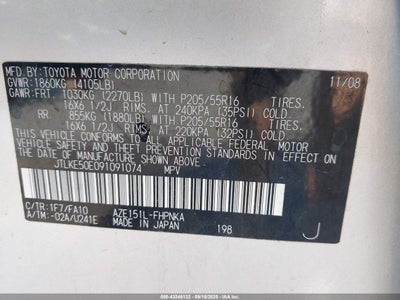 MFD. BY: TOYOTA MOTOR CORPORATION 11/08
GVWR: 1860KG (4105LB)
GAWR: FRT. 1030KG (2270LB) WITH P205/55R16 TIRES,
16X6 1/2J RIMS, AT 240KPA (35PSI) COLD.
RR. 855KG (1880LB) WITH P205/55R16 TIRES,
16X6 1/2J RIMS, AT 220KPA (32PSI) COLD.
THIS VEHICLE CONFORMS TO ALL APPLICABLE FEDERAL MOTOR
VEHICLE SAFETY AND THEFT PREVENTION STANDARDS IN
EFFECT ON THE DATE OF MANUFACTURE SHOWN ABOVE.
JTLKE50E091091074 MPV
C/TR: 1F7/FA10 AZE151L-FHPNKA
A/TM: -02A/U241E MADE IN JAPAN 198 J